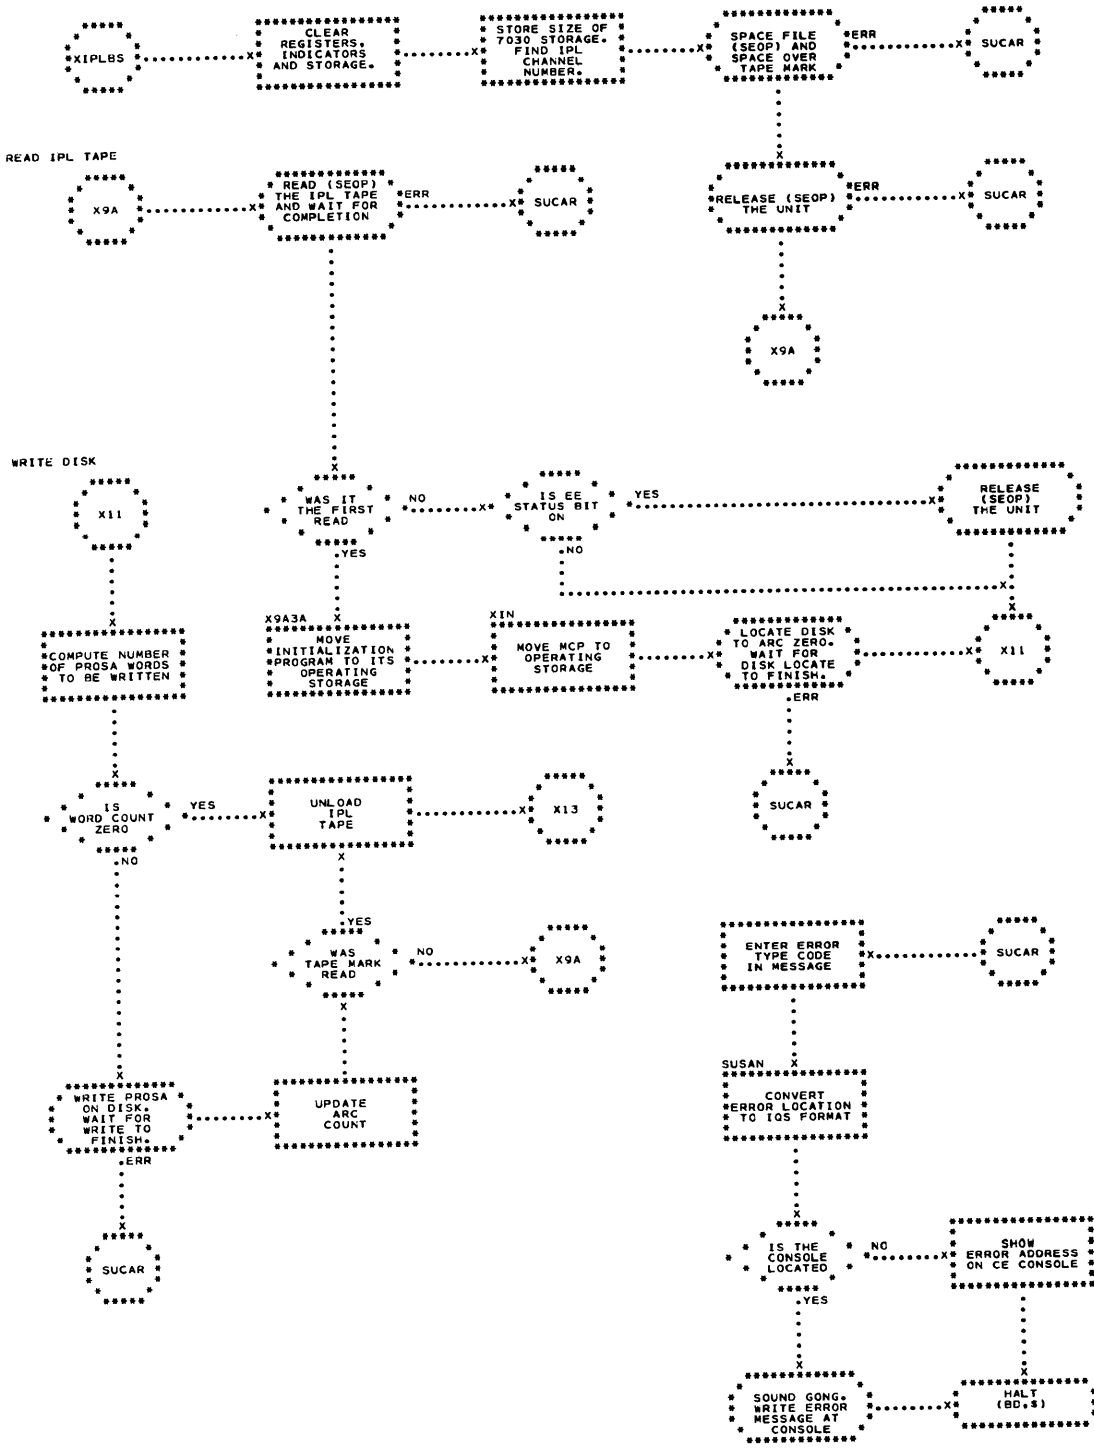 XIPLBS
CLEAR
REGISTERS,
INDICATORS
AND STORAGE.
STORE SIZE OF
7030 STORAGE.
FIND IPL
CHANNEL
NUMBER.
SPACE FILE
(SEOP) AND
SPACE OVER
TAPE MARK
ERR
SUCAR
READ IPL TAPE
X9A
READ (SEOP)
THE IPL TAPE
AND WAIT FOR
COMPLETION
ERR
SUCAR
RELEASE (SEOP)
THE UNIT
ERR
SUCAR
X9A
WRITE DISK
X11
WAS IT
THE FIRST
READ
NO
YES
IS EE
STATUS BIT
ON
YES
NO
RELEASE
(SEOP)
THE UNIT
COMPUTE NUMBER
OF PROSA WORDS
TO BE WRITTEN
X9A3A
MOVE
INITIALIZATION
PROGRAM TO ITS
OPERATING
STORAGE
XIN
MOVE MCP TO
OPERATING
STORAGE
LOCATE DISK
TO ARC ZERO.
WAIT FOR
DISK LOCATE
TO FINISH.
ERR
X11
SUCAR
IS
WORD COUNT
ZERO
YES
NO
UNLOAD
IPL
TAPE
X13
YES
WAS
TAPE MARK
READ
NO
X9A
ENTER ERROR
TYPE CODE
IN MESSAGE
SUCAR
WRITE PROSA
ON DISK.
WAIT FOR
WRITE TO
FINISH.
ERR
UPDATE
ARC
COUNT
SUSAN
CONVERT
ERROR LOCATION
TO IQS FORMAT
SUCAR
IS THE
CONSOLE
LOCATED
NO
YES
SHOW
ERROR ADDRESS
ON CE CONSOLE
SOUND GONG.
WRITE ERROR
MESSAGE AT
CONSOLE
HALT
(BD,$)